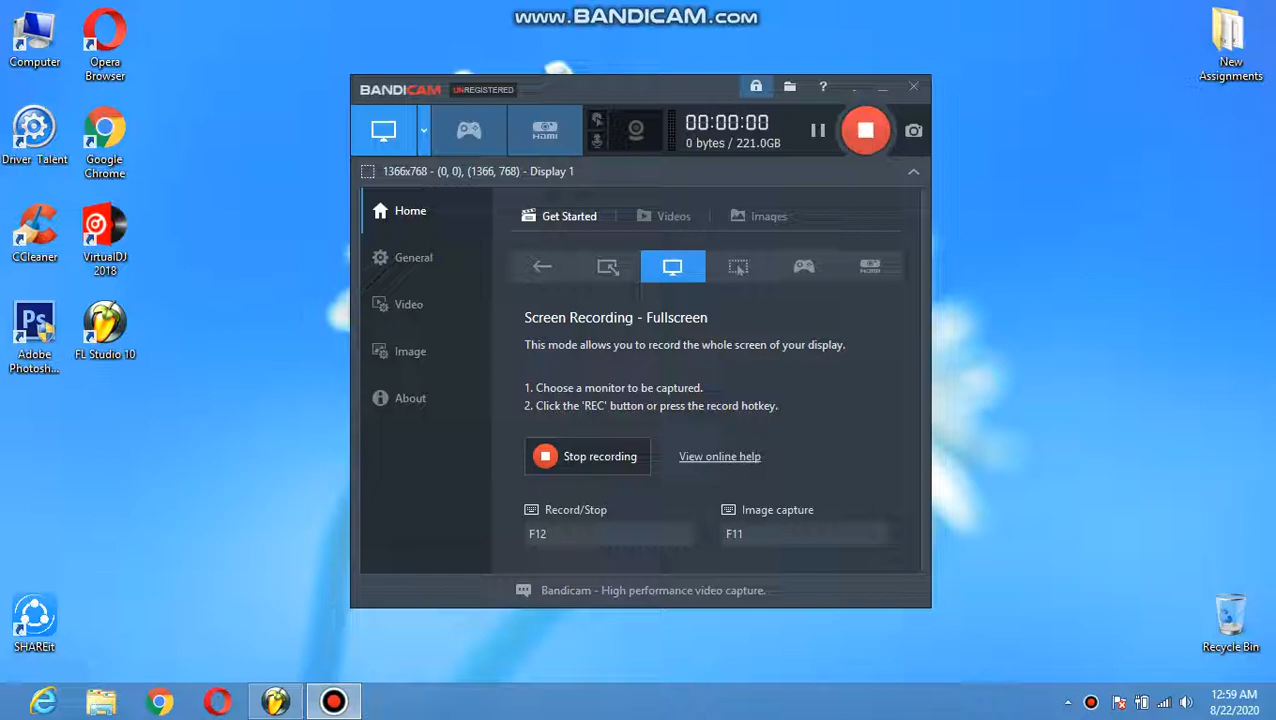 www.BANDICAM.com
Computer
Opera
Browser
New
Assignments
BANDICAM UNREGISTERED
?
HDMI
00:00:00
0 bytes / 221.0GB
Driver Talent
Google
Chrome
1366x768 - (0, 0), (1366, 768) - Display 1
Home
Get Started
Videos
Images
CCleaner
VirtualDJ
2018
General
HDMI
Video
Screen Recording - Fullscreen
This mode allows you to record the whole screen of your display.
Ps
Adobe
Photosh...
FL Studio 10
Image
1. Choose a monitor to be captured.
2. Click the 'REC' button or press the record hotkey.
About
Stop recording
View online help
Record/Stop
Image capture
F12
F11
Bandicam - High performance video capture.
SHAREit
Recycle Bin
12:59 AM
8/22/2020